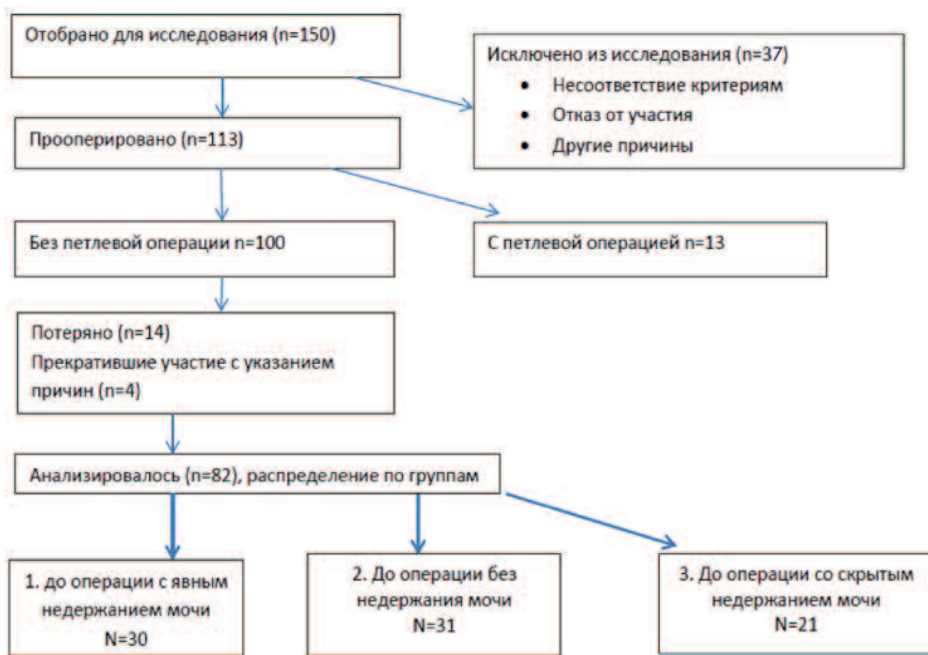 Отобрано для исследования (n=150)
Исключено из исследования (n=37)
• Несоответствие критериям
• Отказ от участия
• Другие причины
Прооперировано (n=113)
Без петлевой операции n=100
С петлевой операцией n=13
Потеряно (n=14)
Прекратившие участие с указанием
причин (n=4)
Анализировалось (n=82), распределение по группам
1. до операции с явным
недержанием мочи
N=30
2. До операции без
недержания мочи
N=31
3. До операции со скрытым
недержанием мочи
N=21